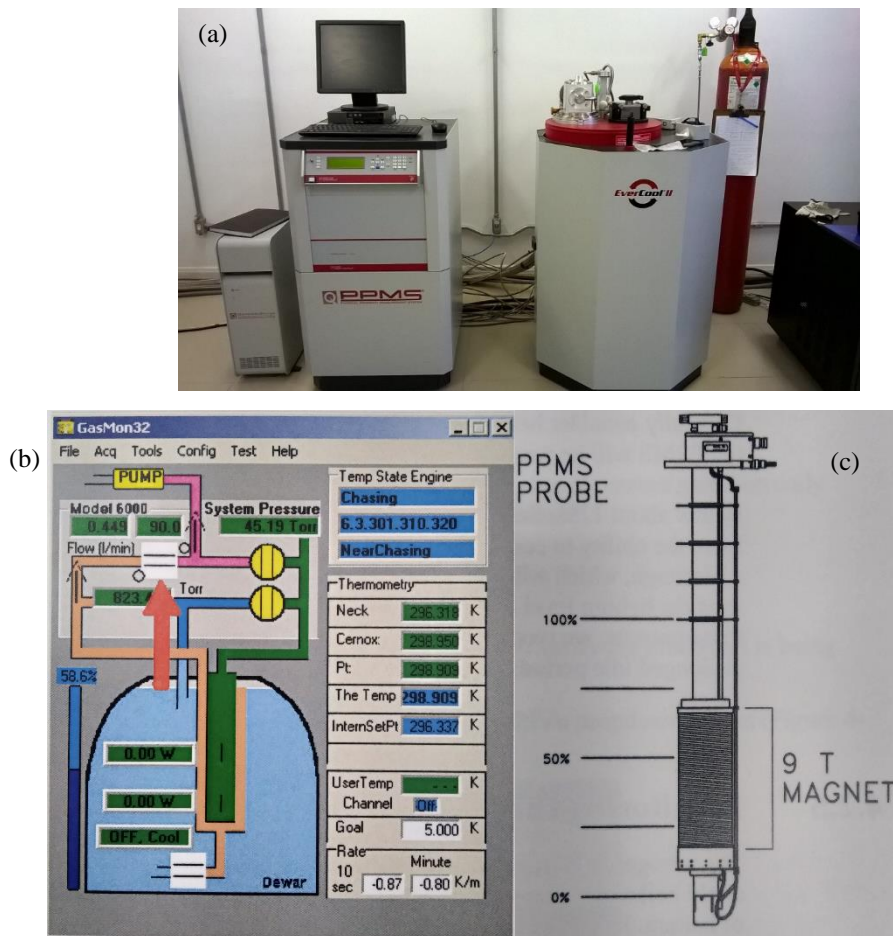 (a)
EverCool II
PPMS
(b)
GasMon32
File Acq Tools Config Test Help
PUMP
Model 6000
System Pressure
0.449 90.0
45.19 Torr
Flow (l/min)
Torr
58.6%
0.00 W
0.00 W
OFF, Cool
Dewar
Temp State Engine
Chasing
6.3.301.310.320
NearChasing
Thermometry
Neck 296.318 K
Cernox: 298.950 K
Pt: 298.909 K
The Temp 298.909 K
InternSetPt 296.337 K
UserTemp --- K
Channel Off
Goal 5.000 K
Rate
10 Minute
sec -0.87 -0.80 K/m
(c)
PPMS
PROBE
100%
50%
9 T
MAGNET
0%